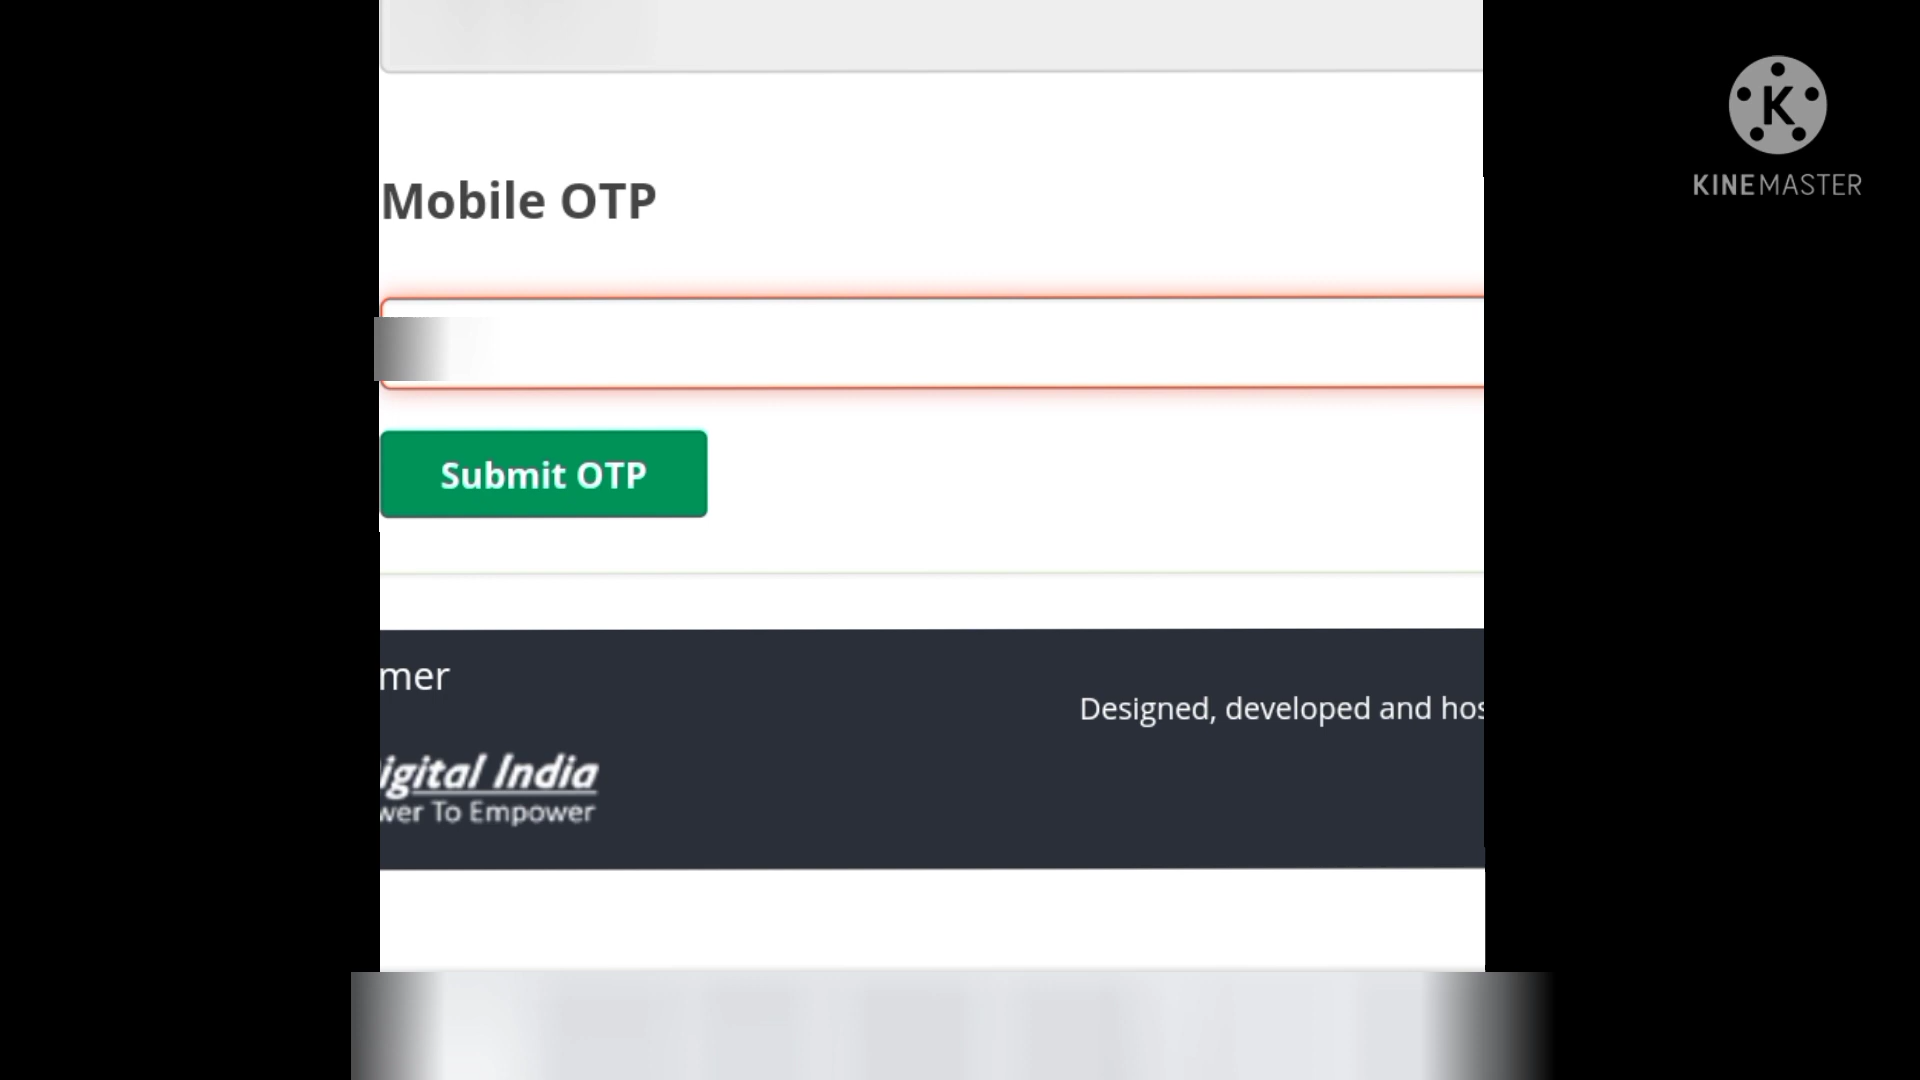 K
KINEMASTER
Mobile OTP
Submit OTP
mer
Designed, developed and hos
igital India
wer To Empower